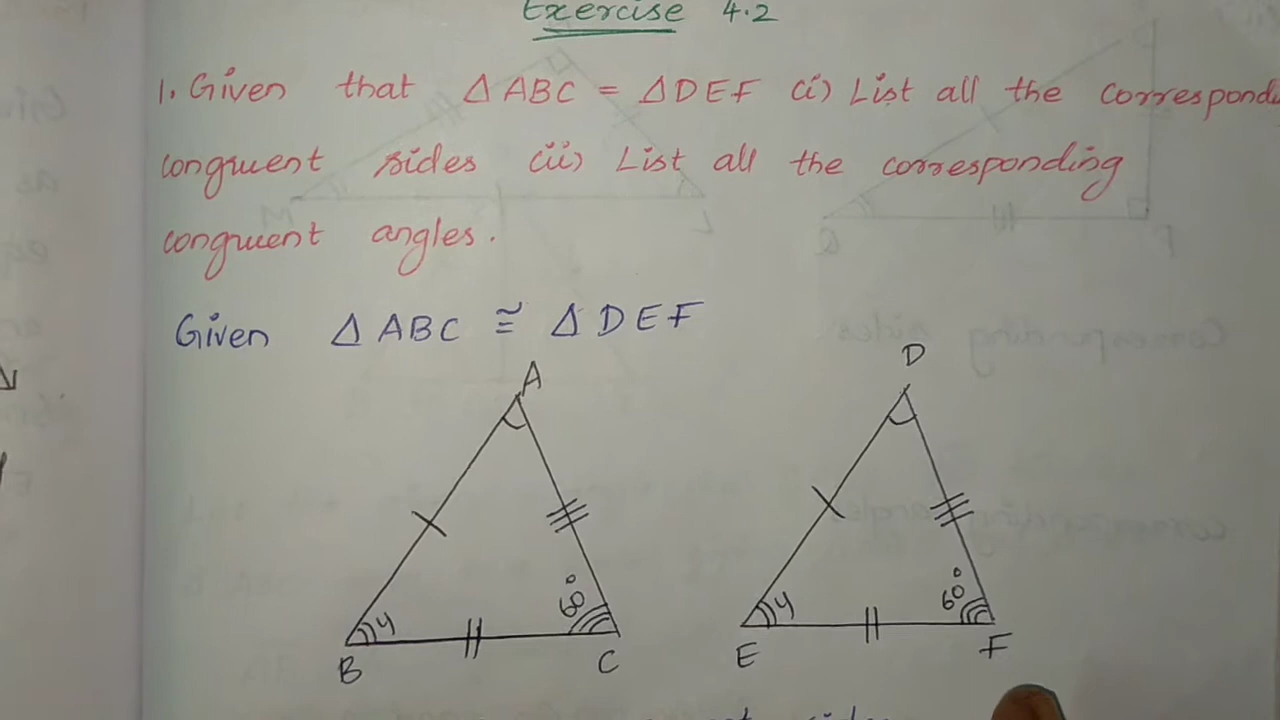 Exercise 4.2
1. Given that △ ABC = △DEF (i) List all the correspondi
congruent sides (ii) List all the corresponding
congruent angles.
Given △ ABC ≅ △ DEF
A
D
60°
60°
y
y
B
C
E
F